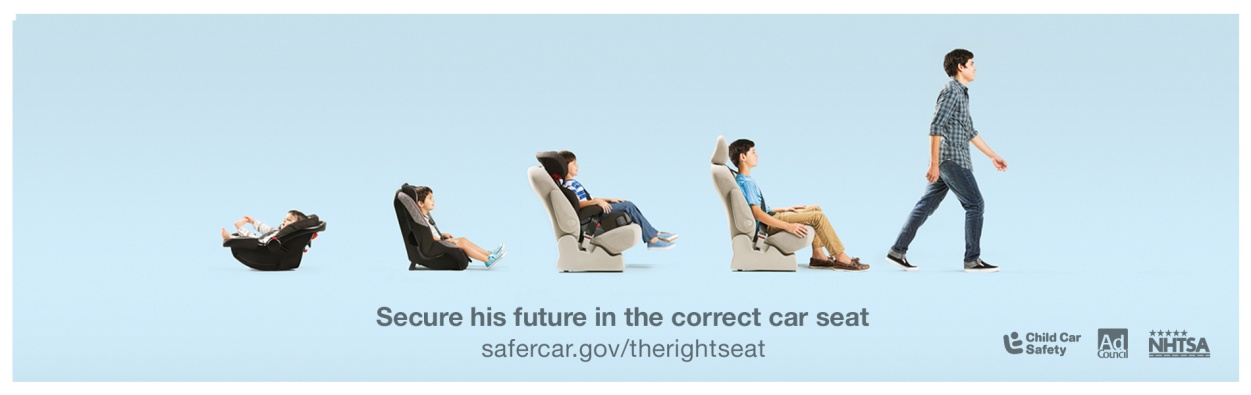 Secure his future in the correct car seat
safercar.gov/therightseat
Child Car
Safety
Ad
Council
NHTSA